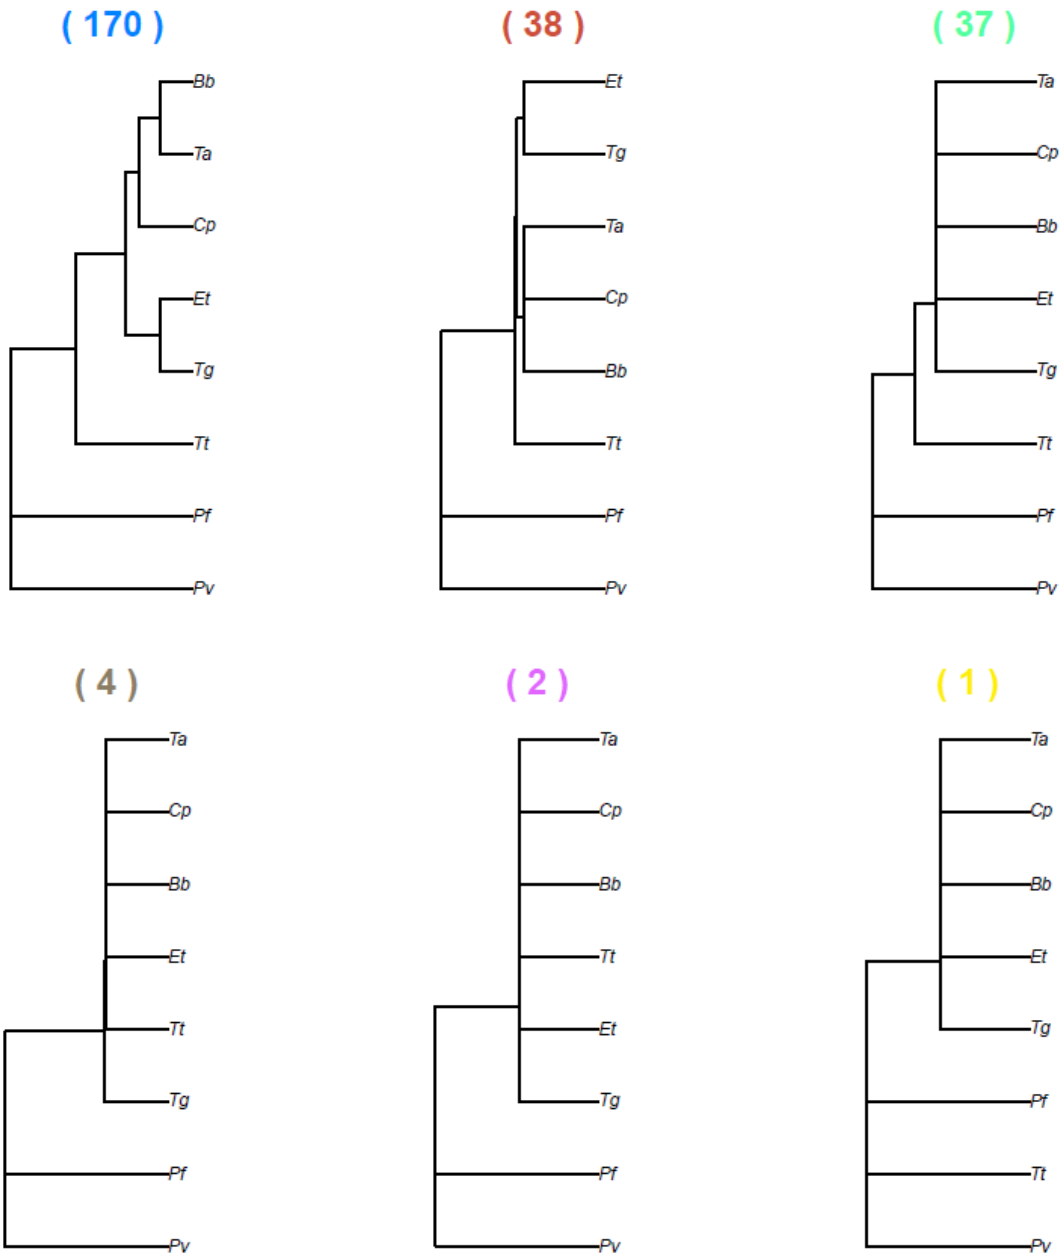 ( 170 )
( 38 )
( 37 )
Bb
Ta
Cp
Et
Tg
Tt
Pf
Pv
Et
Tg
Ta
Cp
Bb
Tt
Pf
Pv
Ta
Cp
Bb
Et
Tg
Tt
Pf
Pv
( 4 )
( 2 )
( 1 )
Ta
Cp
Bb
Et
Tt
Tg
Pf
Pv
Ta
Cp
Bb
Tt
Et
Tg
Pf
Pv
Ta
Cp
Bb
Et
Tg
Pf
Tt
Pv